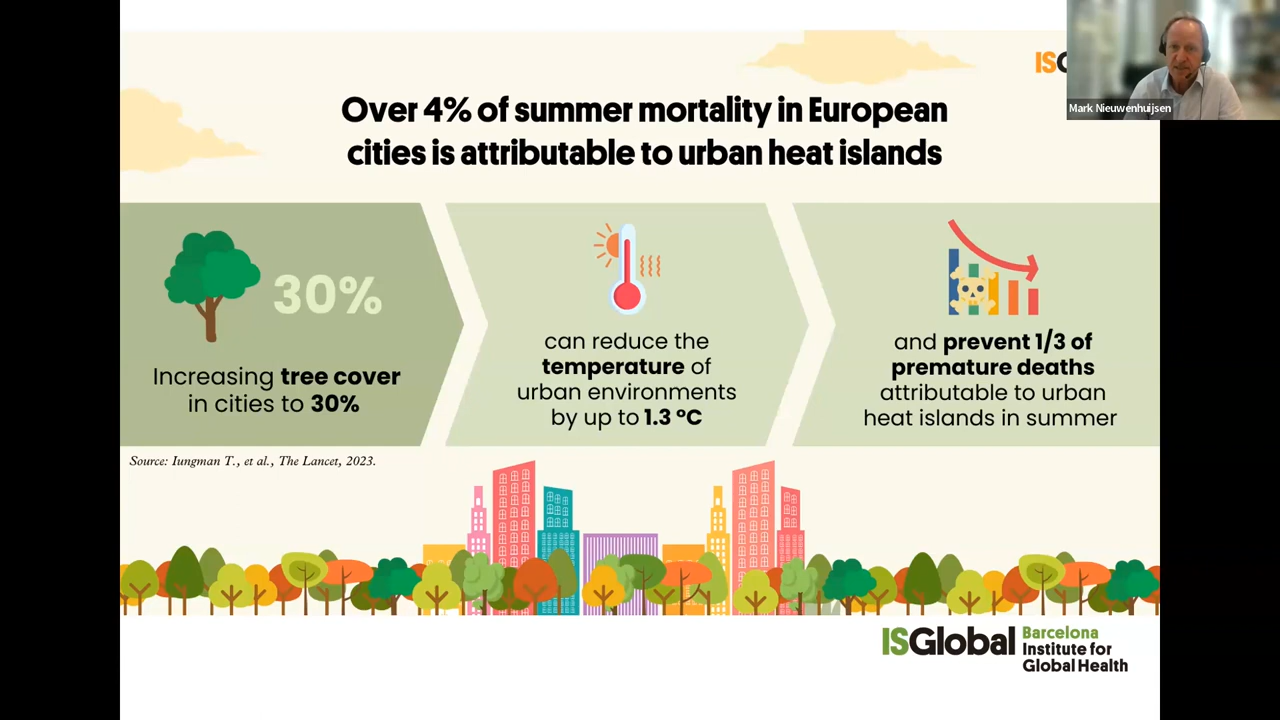 Over 4% of summer mortality in European
cities is attributable to urban heat islands
IS
Mark Nieuwenhuijsen
30%
Increasing tree cover
in cities to 30%
can reduce the
temperature of
urban environments
by up to 1.3 ºC
and prevent 1/3 of
premature deaths
attributable to urban
heat islands in summer
Source: Iungman T., et al., The Lancet, 2023.
ISGlobal
Barcelona
Institute for
Global Health